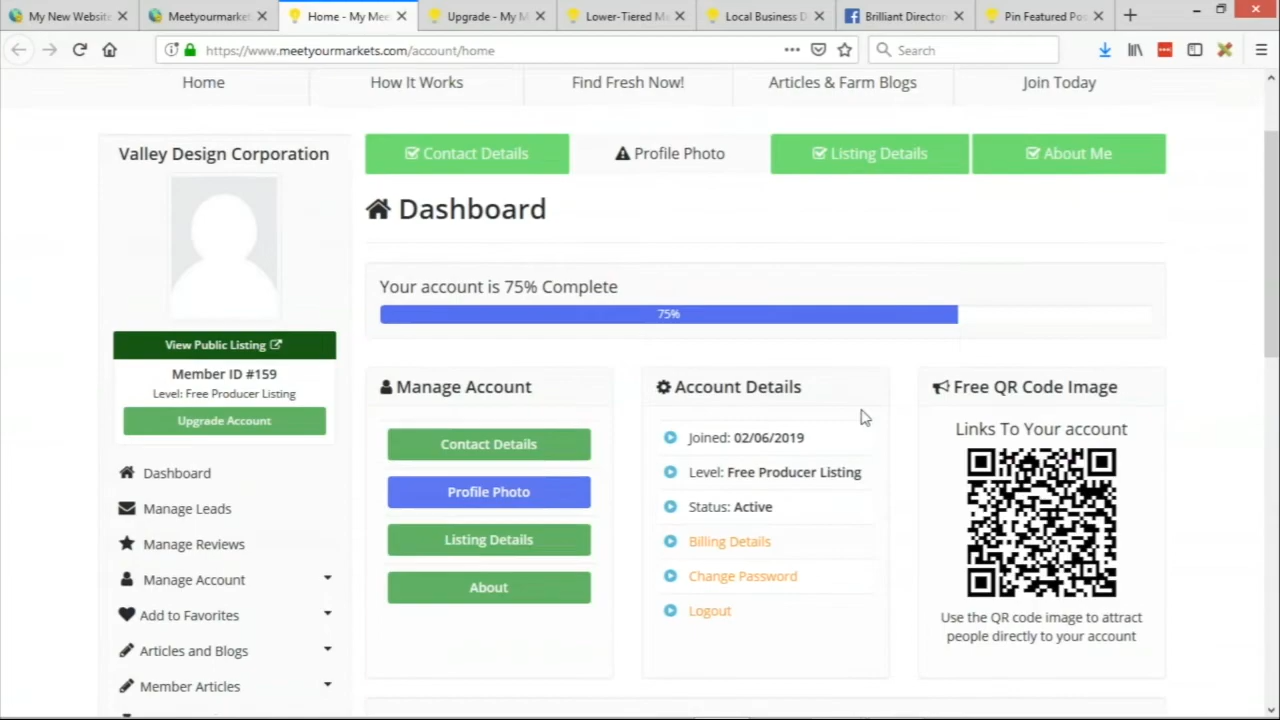 My New Website
Meetyourmarket
Home - My Mee
Upgrade - My M
Lower-Tiered Me
Local Business D
Brilliant Director
Pin Featured Pos
https://www.meetyourmarkets.com/account/home
Search
Home
How It Works
Find Fresh Now!
Articles & Farm Blogs
Join Today
Valley Design Corporation
Contact Details
Profile Photo
Listing Details
About Me
Dashboard
Your account is 75% Complete
75%
View Public Listing
Member ID #159
Level: Free Producer Listing
Upgrade Account
Dashboard
Manage Leads
Manage Reviews
Manage Account
Add to Favorites
Articles and Blogs
Member Articles
Manage Account
Contact Details
Profile Photo
Listing Details
About
Account Details
Joined: 02/06/2019
Level: Free Producer Listing
Status: Active
Billing Details
Change Password
Logout
Free QR Code Image
Links To Your account
Use the QR code image to attract
people directly to your account